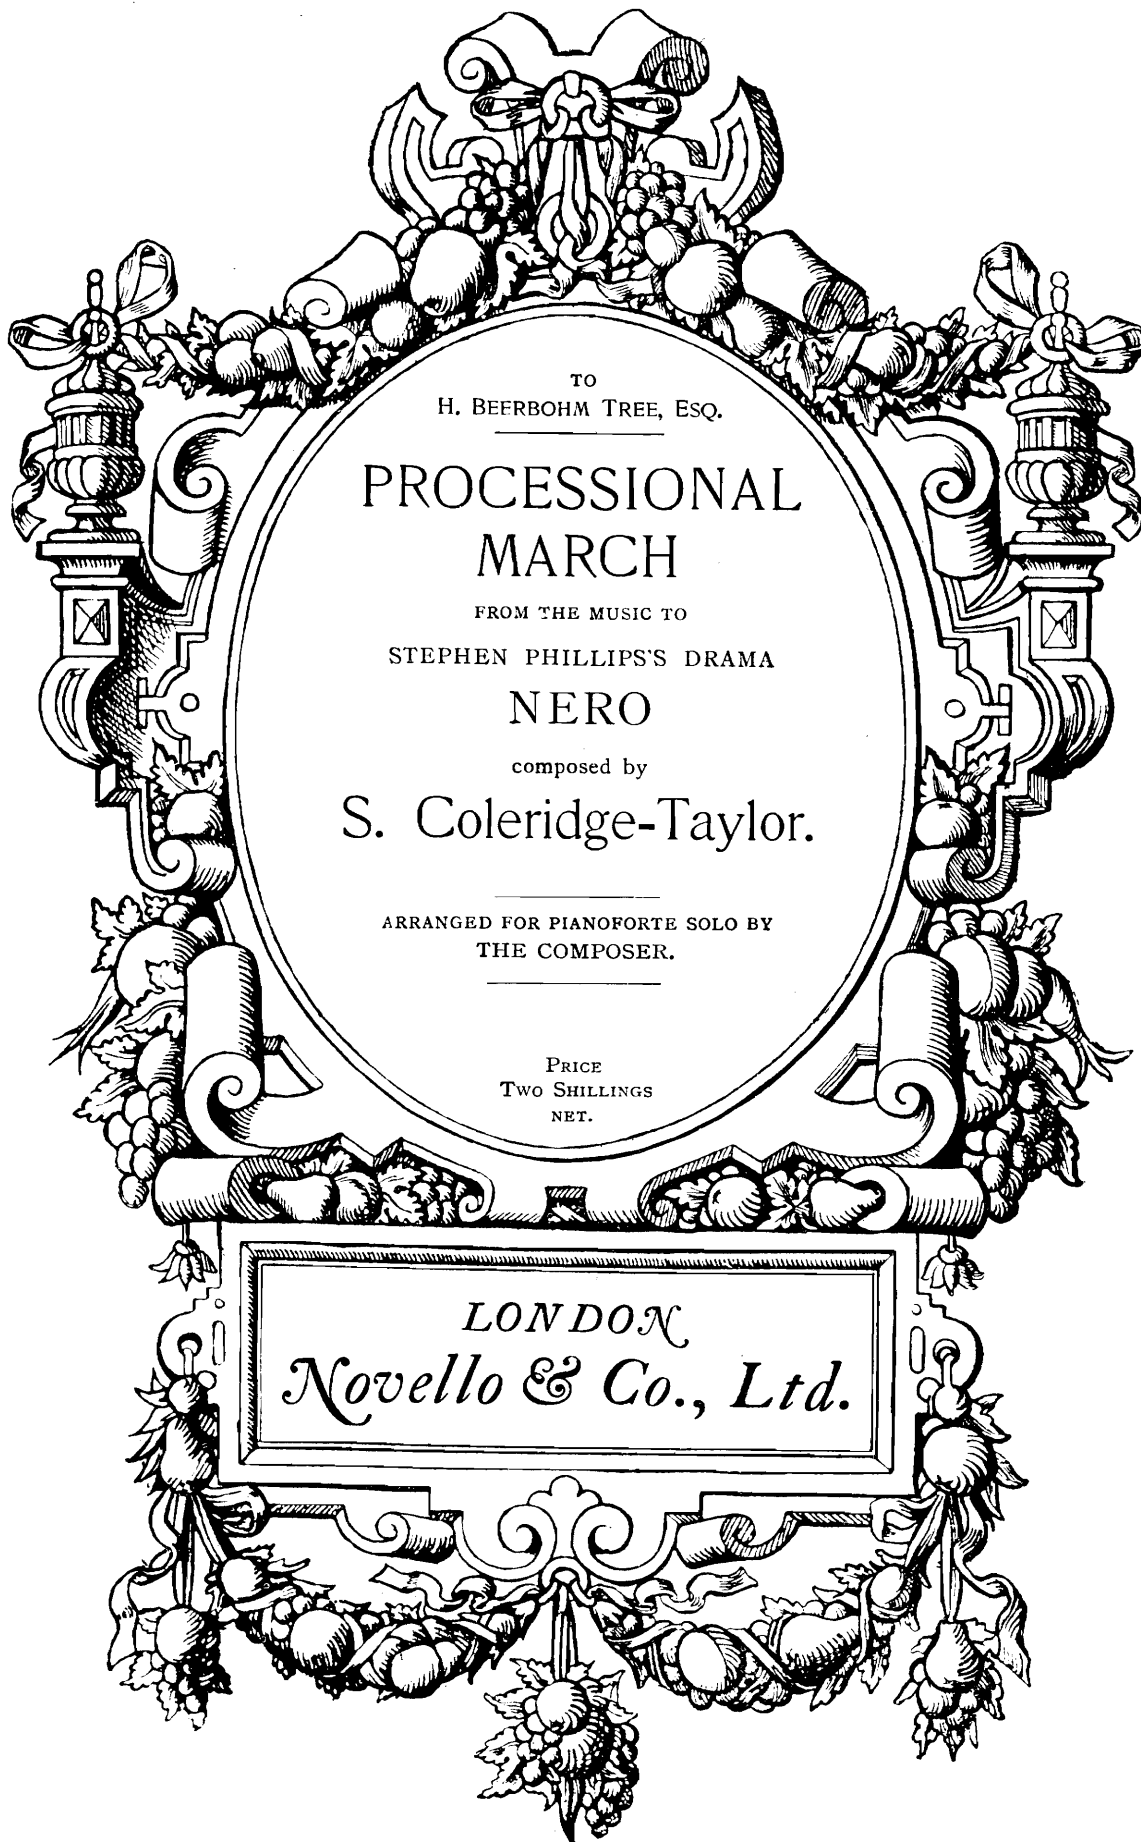 TO
H. BEERBOHM TREE, ESQ.
PROCESSIONAL
MARCH
FROM THE MUSIC TO
STEPHEN PHILLIPS'S DRAMA
NERO
composed by
S. Coleridge-Taylor.
ARRANGED FOR PIANOFORTE SOLO BY
THE COMPOSER.
PRICE
TWO SHILLINGS
NET.
LONDON
Novello & Co., Ltd.